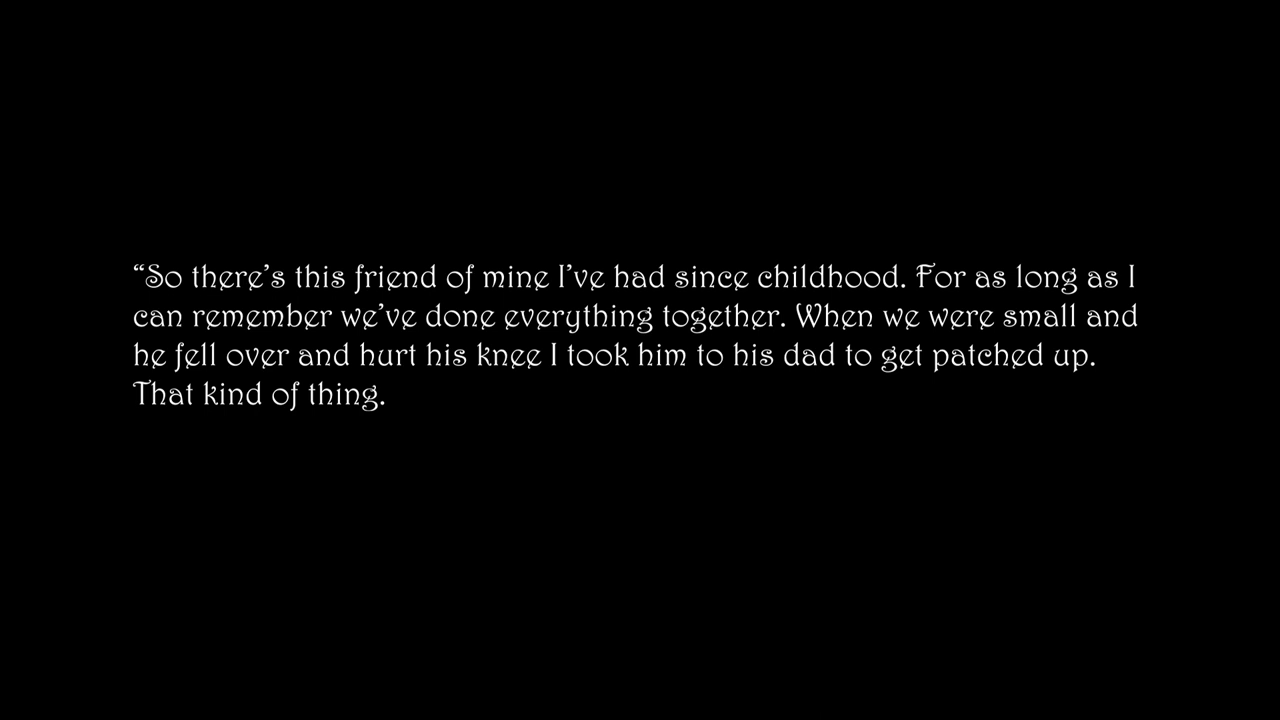 “So there’s this friend of mine I’ve had since childhood. For as long as I
can remember we’ve done everything together. When we were small and
he fell over and hurt his knee I took him to his dad to get patched up.
That kind of thing.